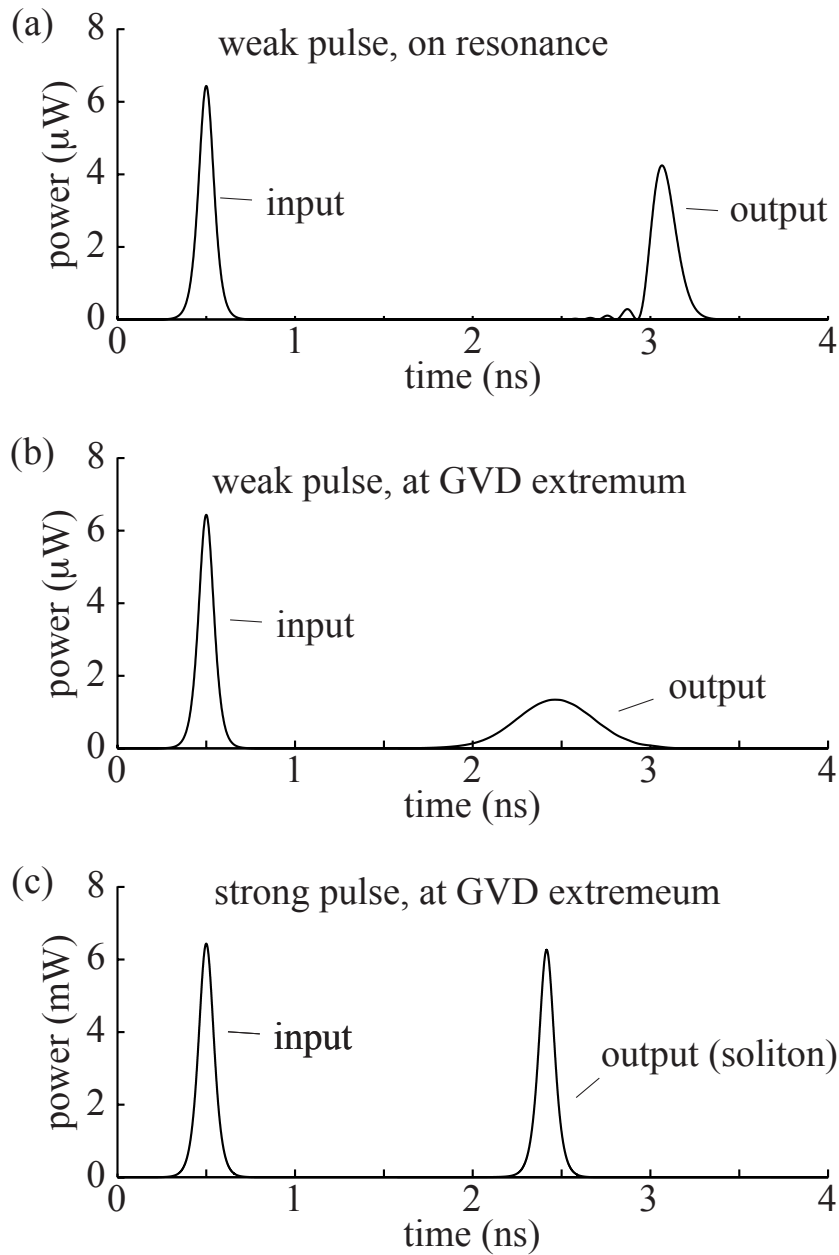 (a)
weak pulse, on resonance
power (μW)
8
6
4
2
0
input
output
0 1 2 3 4
time (ns)
(b)
weak pulse, at GVD extremum
power (μW)
8
6
4
2
0
input
output
0 1 2 3 4
time (ns)
(c)
strong pulse, at GVD extremeum
power (mW)
8
6
4
2
0
input
output (soliton)
0 1 2 3 4
time (ns)